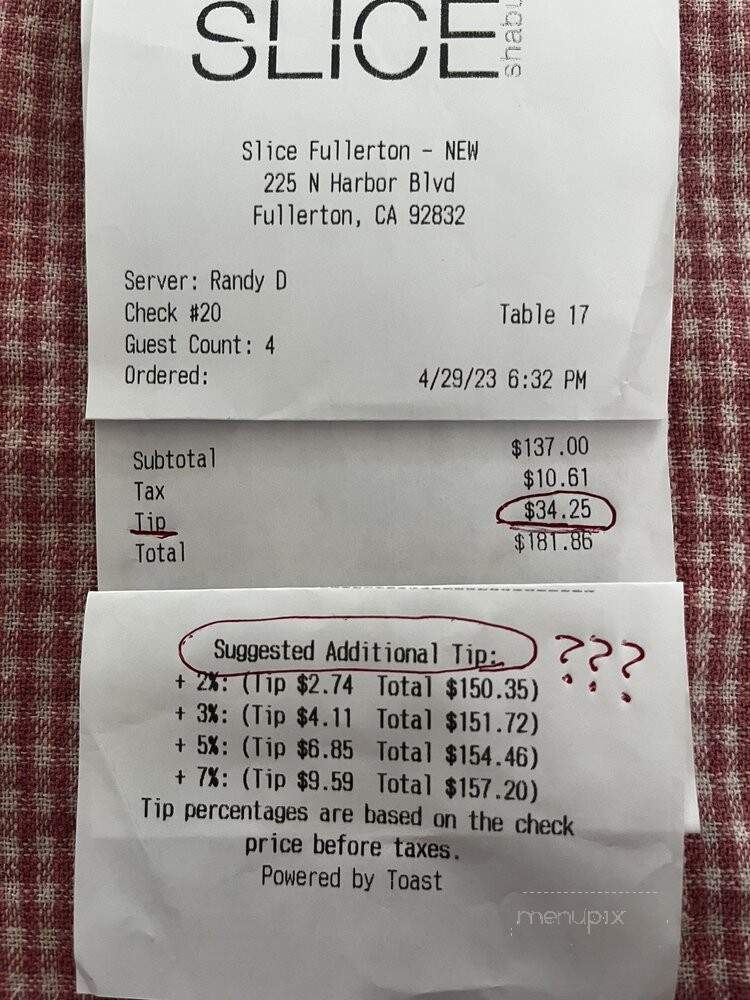 SLICE shabu
Slice Fullerton - NEW
225 N Harbor Blvd
Fullerton, CA 92832
Server: Randy D
Check #20 Table 17
Guest Count: 4
Ordered: 4/29/23 6:32 PM
Subtotal $137.00
Tax $10.61
Tip $34.25
Total $181.86
Suggested Additional Tip: ???
+ 2%: (Tip $2.74 Total $150.35)
+ 3%: (Tip $4.11 Total $151.72)
+ 5%: (Tip $6.85 Total $154.46)
+ 7%: (Tip $9.59 Total $157.20)
Tip percentages are based on the check
price before taxes.
Powered by Toast
menupix